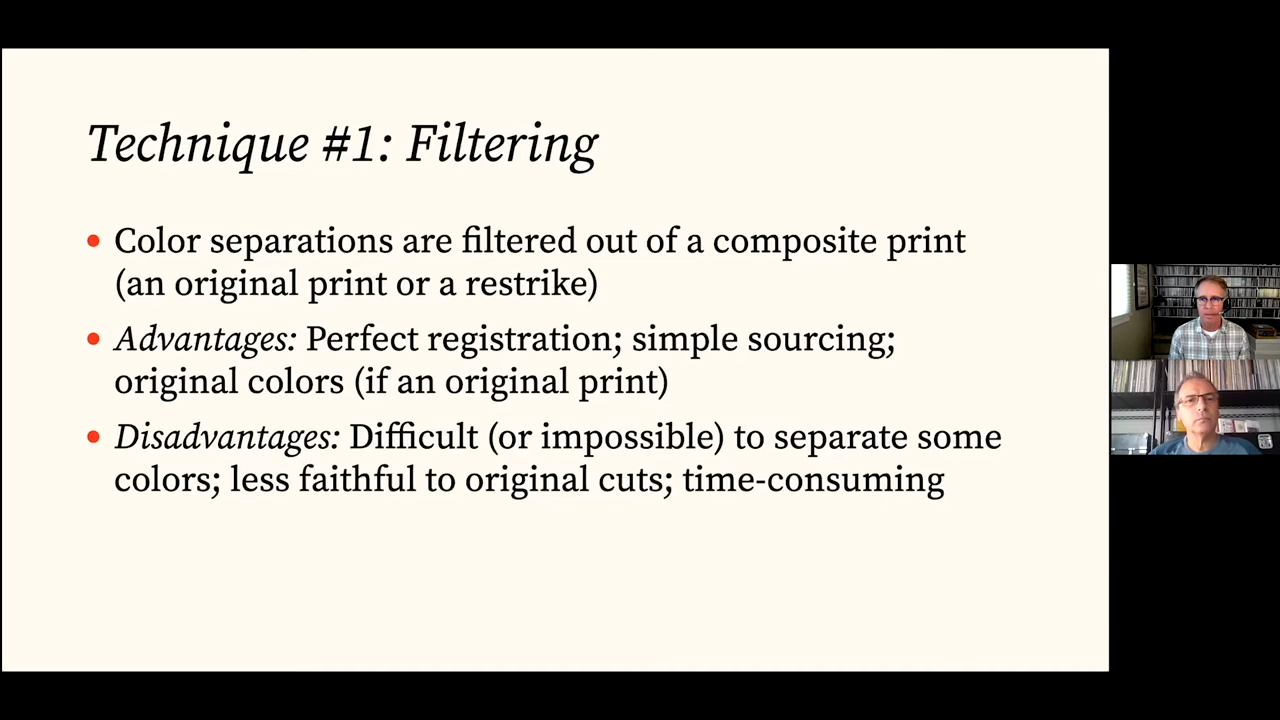 Technique #1: Filtering
• Color separations are filtered out of a composite print
(an original print or a restrike)
• Advantages: Perfect registration; simple sourcing;
original colors (if an original print)
• Disadvantages: Difficult (or impossible) to separate some
colors; less faithful to original cuts; time-consuming